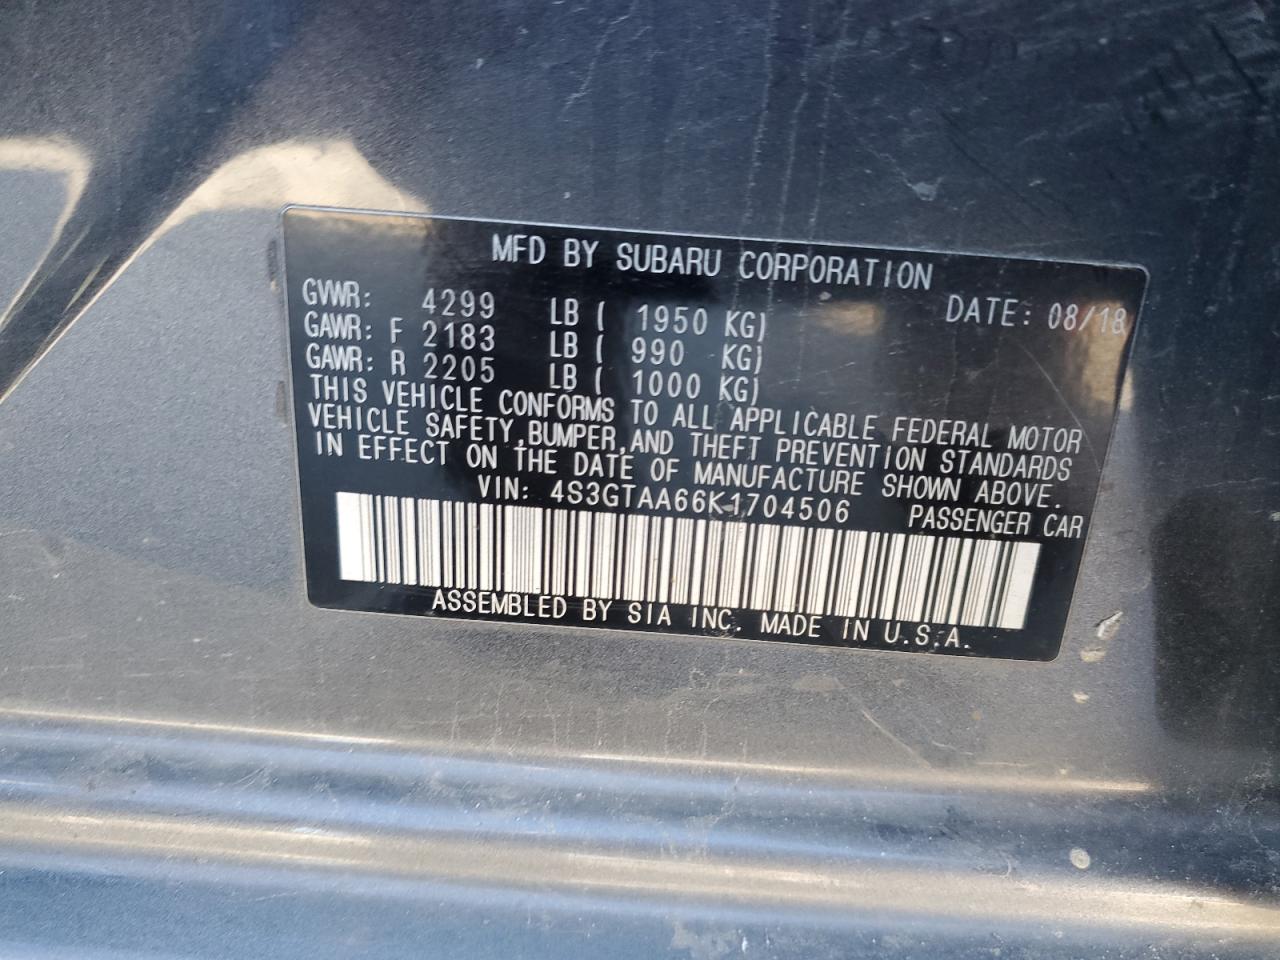 MFD BY SUBARU CORPORATION
DATE: 08/18
GVWR: 4299 LB ( 1950 KG)
GAWR: F 2183 LB ( 990 KG)
GAWR: R 2205 LB ( 1000 KG)
THIS VEHICLE CONFORMS TO ALL APPLICABLE FEDERAL MOTOR
VEHICLE SAFETY,BUMPER,AND THEFT PREVENTION STANDARDS
IN EFFECT ON THE DATE OF MANUFACTURE SHOWN ABOVE.
VIN: 4S3GTAA66K1704506 PASSENGER CAR
ASSEMBLED BY SIA INC. MADE IN U.S.A.